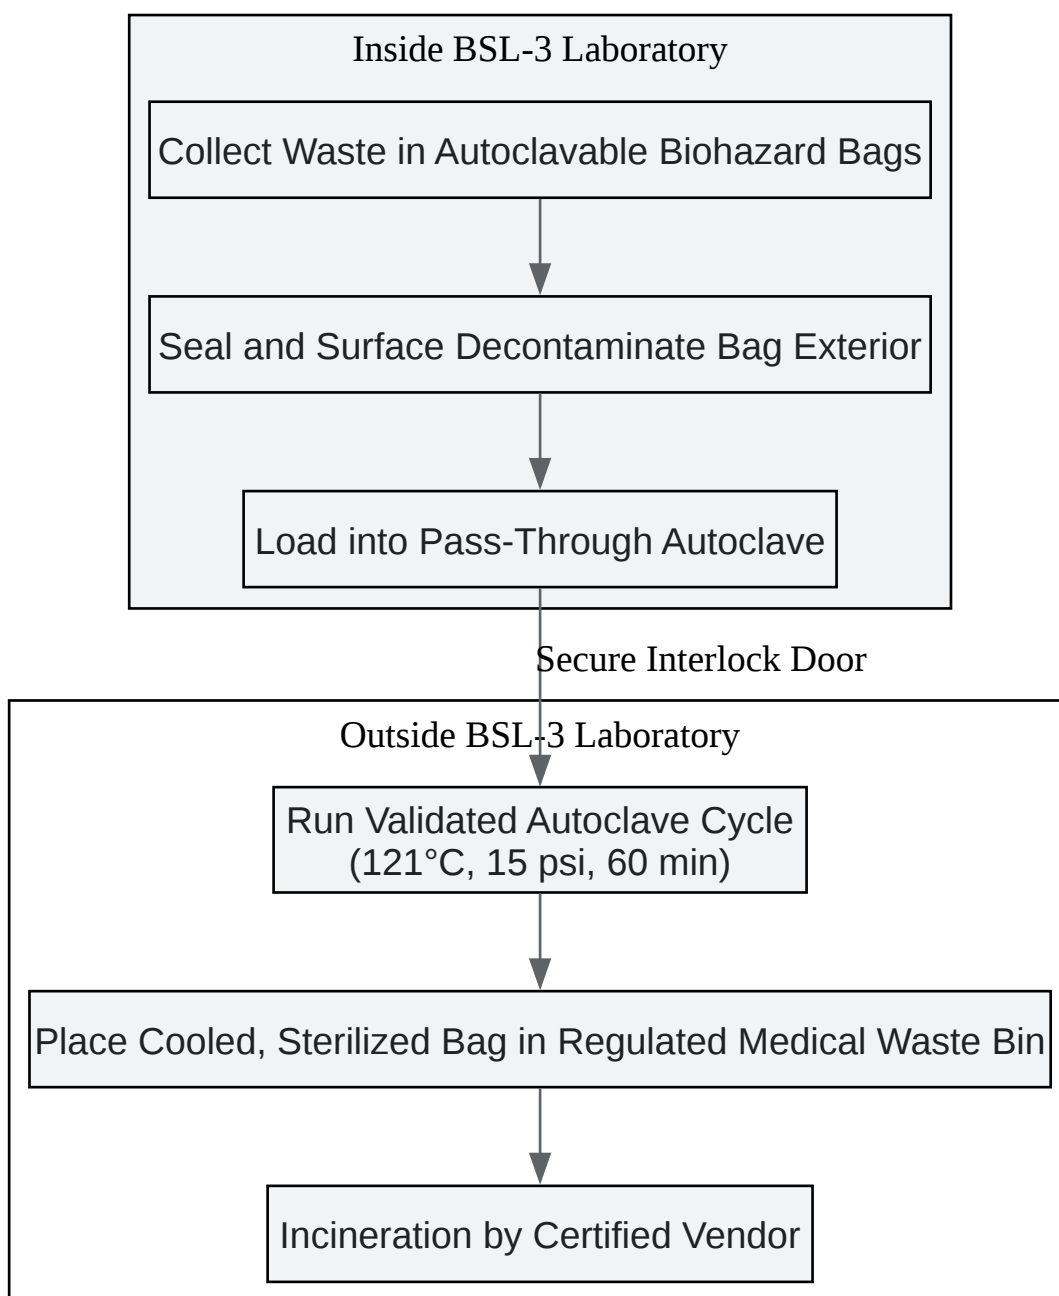 Inside BSL-3 Laboratory
Collect Waste in Autoclavable Biohazard Bags
Seal and Surface Decontaminate Bag Exterior
Load into Pass-Through Autoclave
Secure Interlock Door
Outside BSL-3 Laboratory
Run Validated Autoclave Cycle
(121°C, 15 psi, 60 min)
Place Cooled, Sterilized Bag in Regulated Medical Waste Bin
Incineration by Certified Vendor